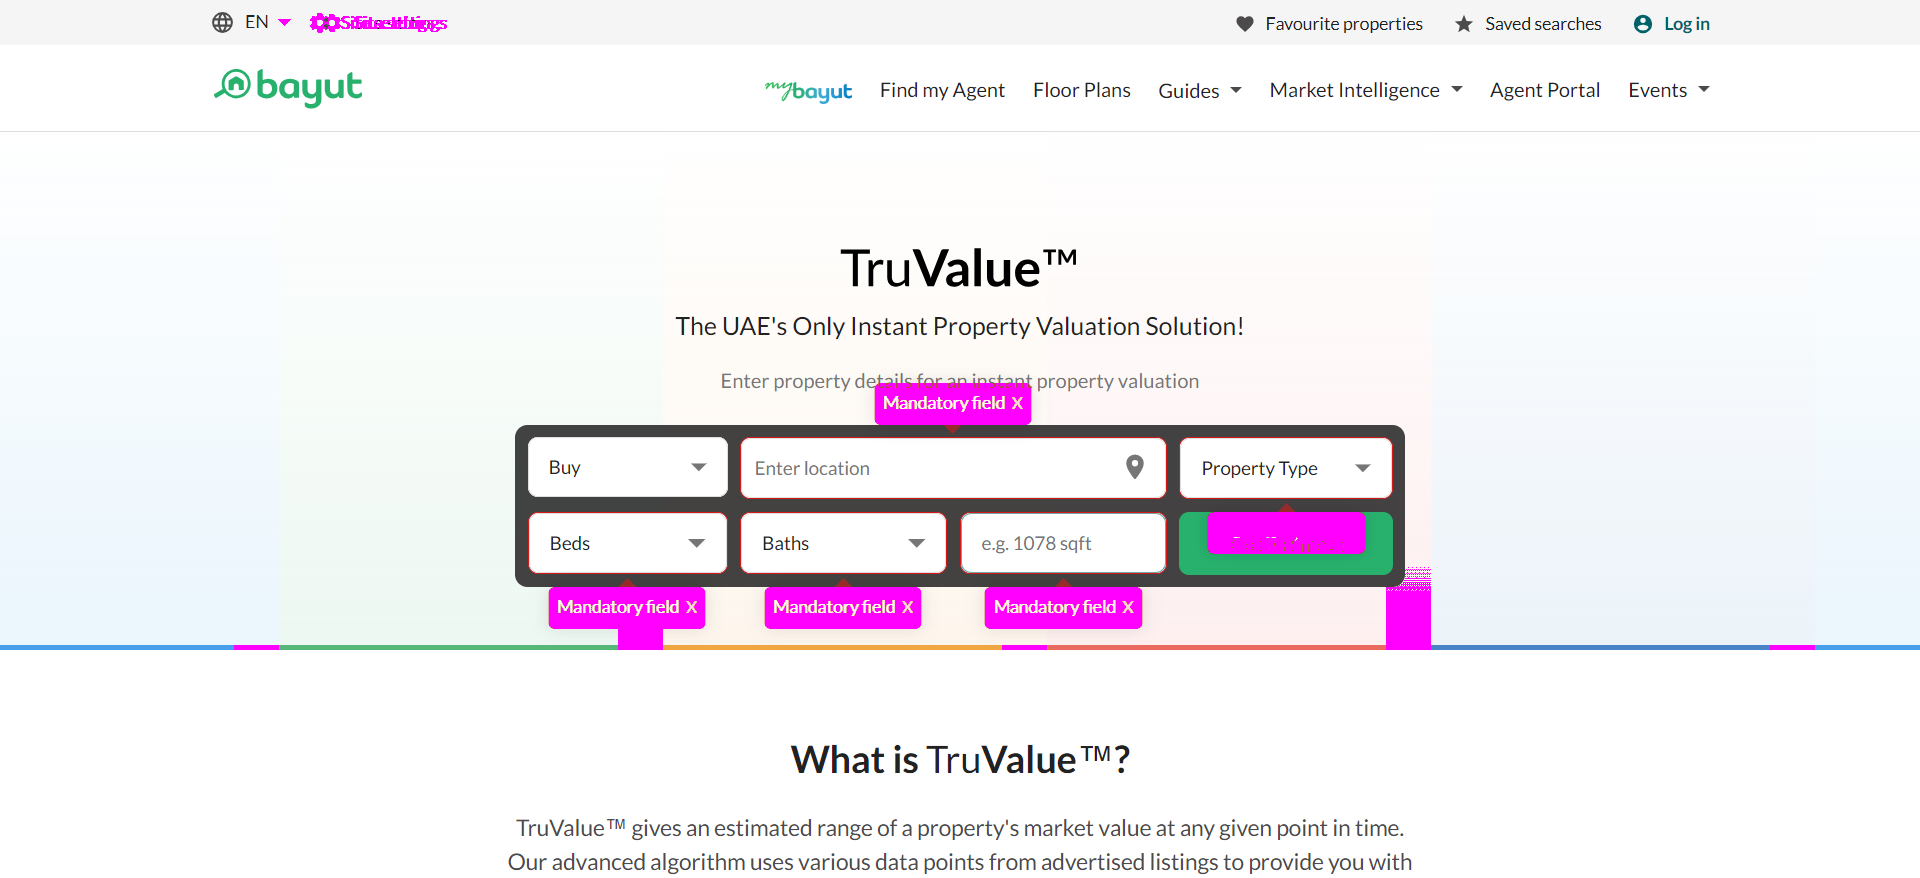 EN
Favourite properties
Saved searches
Log in
bayut
mybayut
Find my Agent
Floor Plans
Guides
Market Intelligence
Agent Portal
Events
TruValue™
The UAE's Only Instant Property Valuation Solution!
Enter property details for an instant property valuation
Mandatory field X
Buy
Enter location
Property Type
Beds
Baths
e.g. 1078 sqft
Mandatory field X
Mandatory field X
Mandatory field X
What is TruValue™?
TruValue™ gives an estimated range of a property's market value at any given point in time.
Our advanced algorithm uses various data points from advertised listings to provide you with